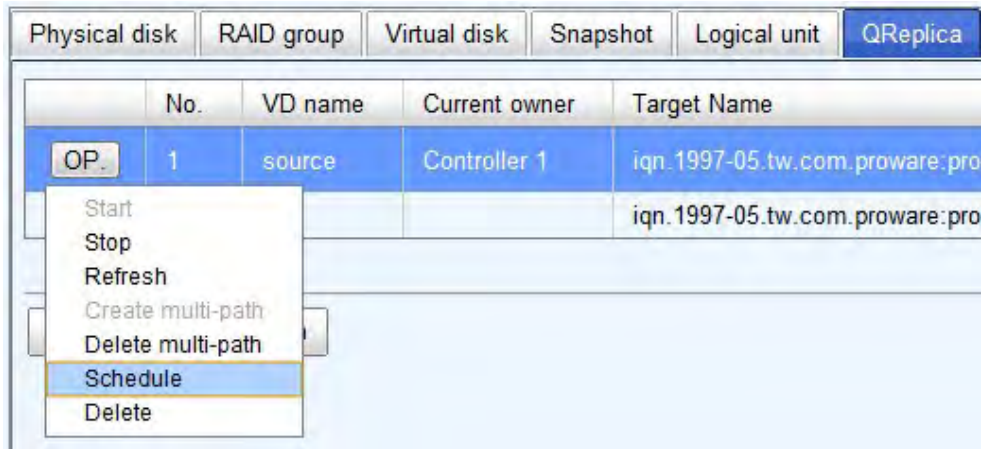 Physical disk RAID group Virtual disk Snapshot Logical unit QReplica
No. VD name Current owner Target Name
OP. 1 source Controller 1 iqn.1997-05.tw.com.proware:pro
iqn.1997-05.tw.com.proware:pro
Start
Stop
Refresh
Create multi-path
Delete multi-path
Schedule
Delete